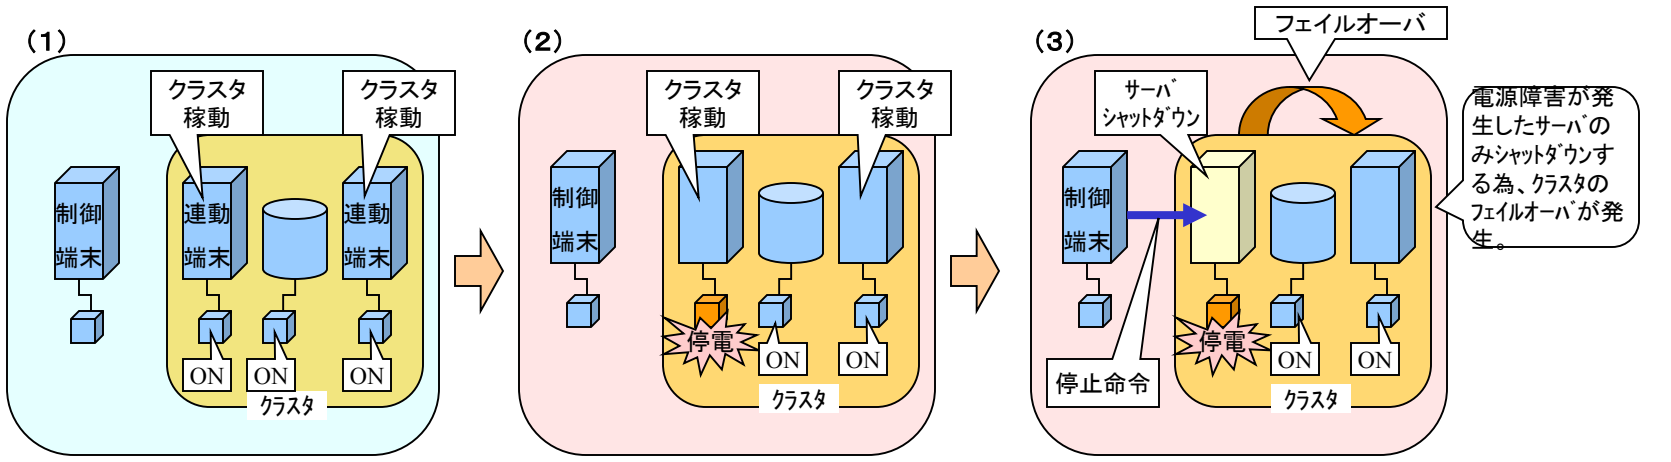 (1)
クラスタ
稼動
クラスタ
稼動
制御
端末
連動
端末
連動
端末
ON
ON
ON
クラスタ
(2)
クラスタ
稼動
クラスタ
稼動
制御
端末
停電
ON
ON
クラスタ
(3)
フェイルオーバ
サーバ
シャットダウン
電源障害が発
生したサーバの
みシャットダウンす
る為、クラスタの
フェイルオーバが発
生。
制御
端末
停電
ON
ON
停止命令
クラスタ